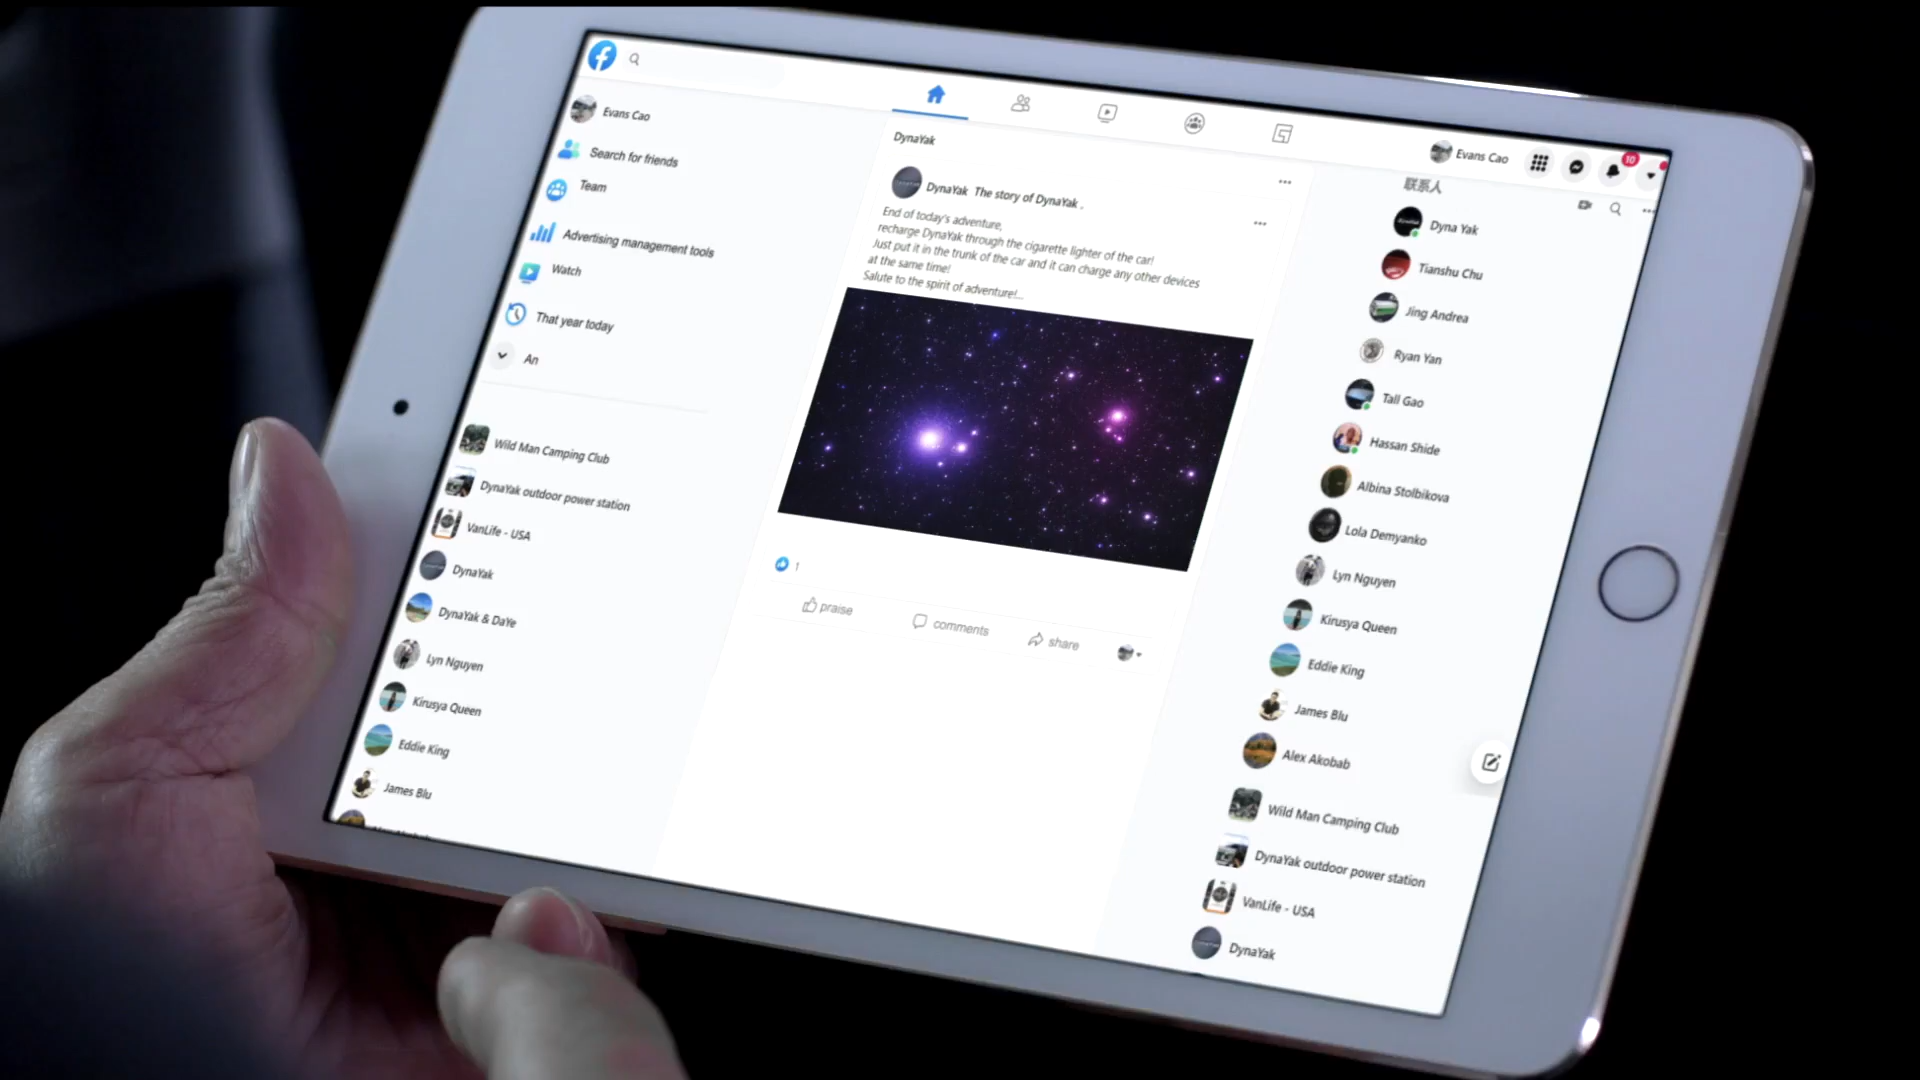 Evans Cao
Search for friends
Team
Advertising management tools
Watch
That year today
An
Wild Man Camping Club
DynaYak outdoor power station
VanLife - USA
DynaYak
DynaYak & DaYe
Lyn Nguyen
Kirusya Queen
Eddie King
James Blu
DynaYak
DynaYak The story of DynaYak .
End of today's adventure,
recharge DynaYak through the cigarette lighter of the car!
Just put it in the trunk of the car and it can charge any other devices
at the same time!
Salute to the spirit of adventure!...
1
praise
comments
share
Evans Cao
10
联系人
Dyna Yak
Tianshu Chu
Jing Andrea
Ryan Yan
Tall Gao
Hassan Shide
Albina Stolbikova
Lola Demyanko
Lyn Nguyen
Kirusya Queen
Eddie King
James Blu
Alex Akobab
Wild Man Camping Club
DynaYak outdoor power station
VanLife - USA
DynaYak